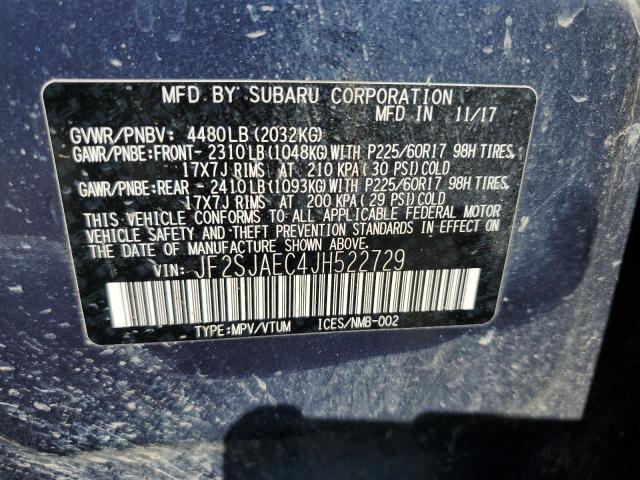 MFD BY SUBARU CORPORATION
MFD IN 11/17
GVWR/PNBV: 4480LB(2032KG)
GAWR/PNBE:FRONT- 2310LB(1048KG)WITH P225/60R17 98H TIRES,
17X7J RIMS AT 210 KPA(30 PSI)COLD
GAWR/PNBE:REAR - 2410LB(1093KG)WITH P225/60R17 98H TIRES,
17X7J RIMS AT 200 KPA(29 PSI)COLD
THIS VEHICLE CONFORMS TO ALL APPLICABLE FEDERAL MOTOR
VEHICLE SAFETY AND THEFT PREVENTION STANDARDS IN EFFECT
ON THE DATE OF MANUFACTURE SHOWN ABOVE.
VIN: JF2SJAEC4JH522729
TYPE:MPV/VTUM ICES/NMB-002